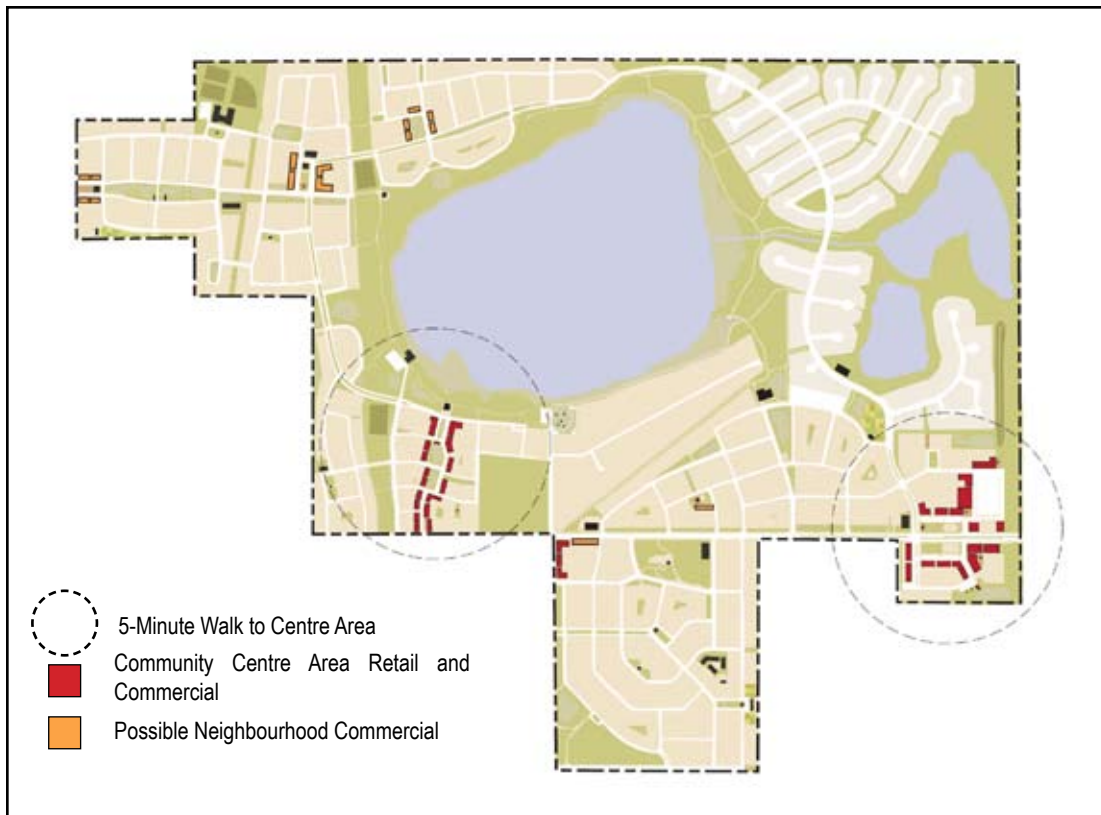 5-Minute Walk to Centre Area
Community Centre Area Retail and
Commercial
Possible Neighbourhood Commercial